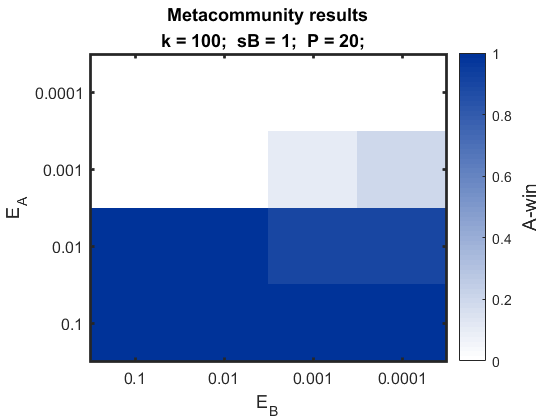 Metacommunity results
k = 100;  sB = 1;  P = 20;
0.0001
0.001
0.01
0.1
E_A
0.1
0.01
0.001
0.0001
E_B
1
0.8
0.6
0.4
0.2
0
A-win